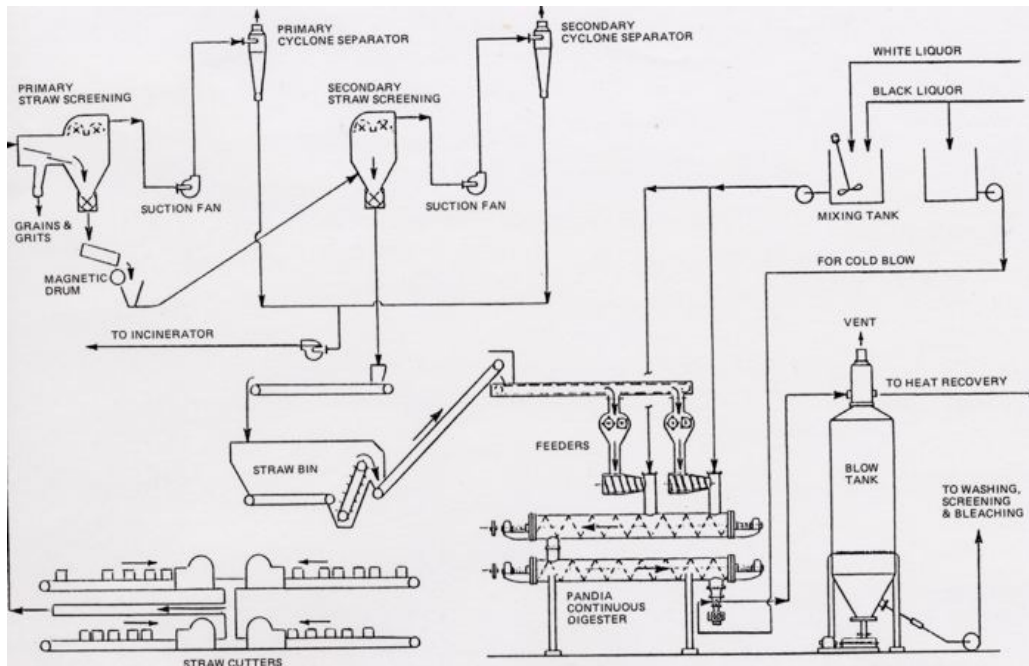 PRIMARY
CYCLONE SEPARATOR
SECONDARY
CYCLONE SEPARATOR
WHITE LIQUOR
BLACK LIQUOR
PRIMARY
STRAW SCREENING
SECONDARY
STRAW SCREENING
SUCTION FAN
SUCTION FAN
MIXING TANK
GRAINS &
GRITS
MAGNETIC
DRUM
FOR COLD BLOW
TO INCINERATOR
VENT
TO HEAT RECOVERY
FEEDERS
STRAW BIN
BLOW
TANK
TO WASHING,
SCREENING
& BLEACHING
PANDIA
CONTINUOUS
DIGESTER
STRAW CUTTERS